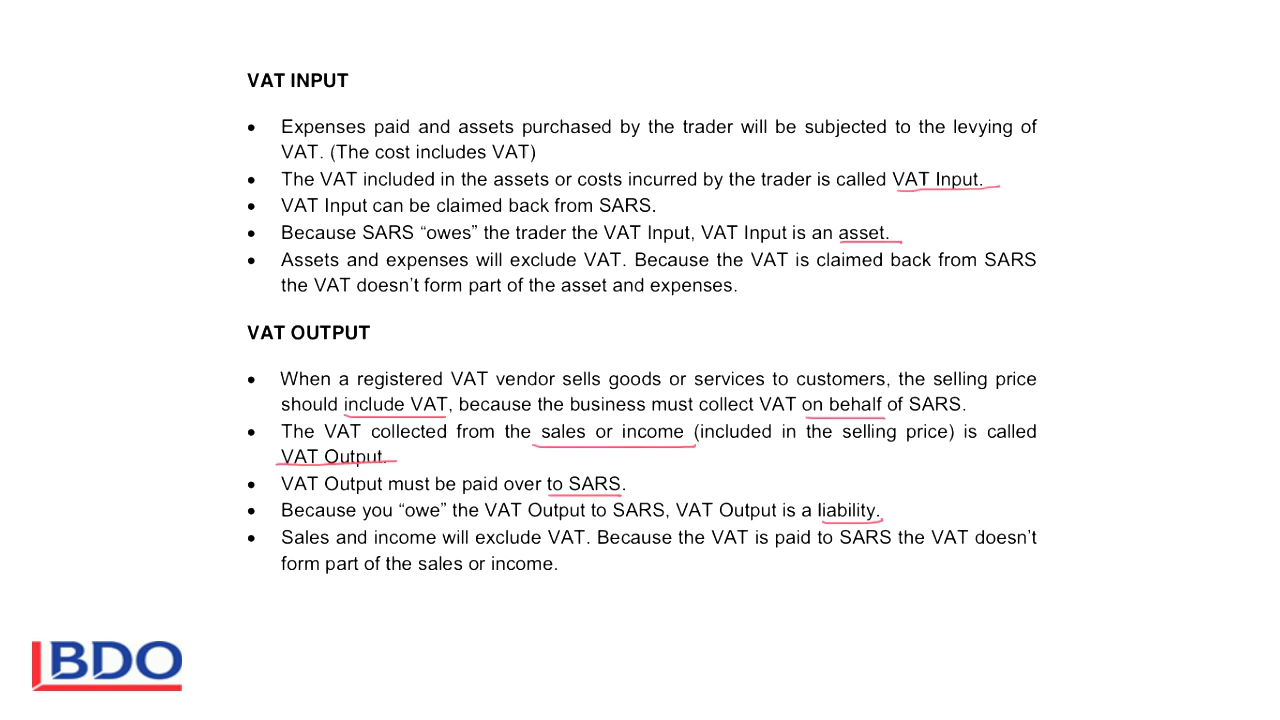 VAT INPUT
• Expenses paid and assets purchased by the trader will be subjected to the levying of
VAT. (The cost includes VAT)
• The VAT included in the assets or costs incurred by the trader is called VAT Input.
• VAT Input can be claimed back from SARS.
• Because SARS “owes” the trader the VAT Input, VAT Input is an asset.
• Assets and expenses will exclude VAT. Because the VAT is claimed back from SARS
the VAT doesn’t form part of the asset and expenses.
VAT OUTPUT
• When a registered VAT vendor sells goods or services to customers, the selling price
should include VAT, because the business must collect VAT on behalf of SARS.
• The VAT collected from the sales or income (included in the selling price) is called
VAT Output.
• VAT Output must be paid over to SARS.
• Because you “owe” the VAT Output to SARS, VAT Output is a liability.
• Sales and income will exclude VAT. Because the VAT is paid to SARS the VAT doesn’t
form part of the sales or income.
BDO